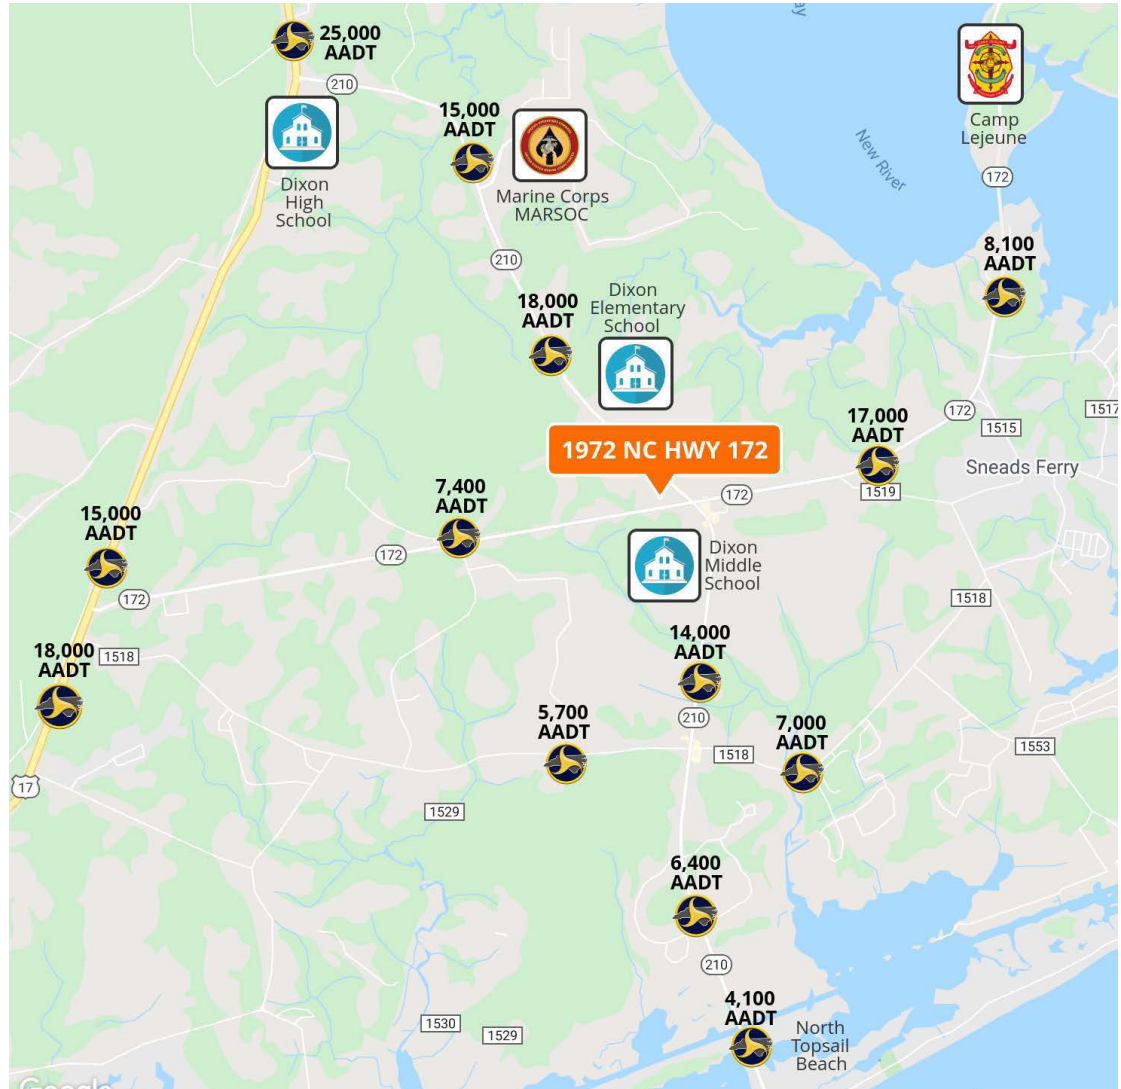 25,000
AADT
210
15,000
AADT
Camp
Lejeune
New River
172
Dixon
High
School
Marine Corps
MARSOC
210
8,100
AADT
Dixon
Elementary
School
18,000
AADT
172
1517
1515
17,000
AADT
1972 NC HWY 172
Sneads Ferry
1519
172
7,400
AADT
15,000
AADT
172
Dixon
Middle
School
172
1518
14,000
AADT
18,000
AADT
1518
210
5,700
AADT
7,000
AADT
1518
1553
17
1529
6,400
AADT
210
4,100
AADT
1530
1529
North
Topsail
Beach
Google